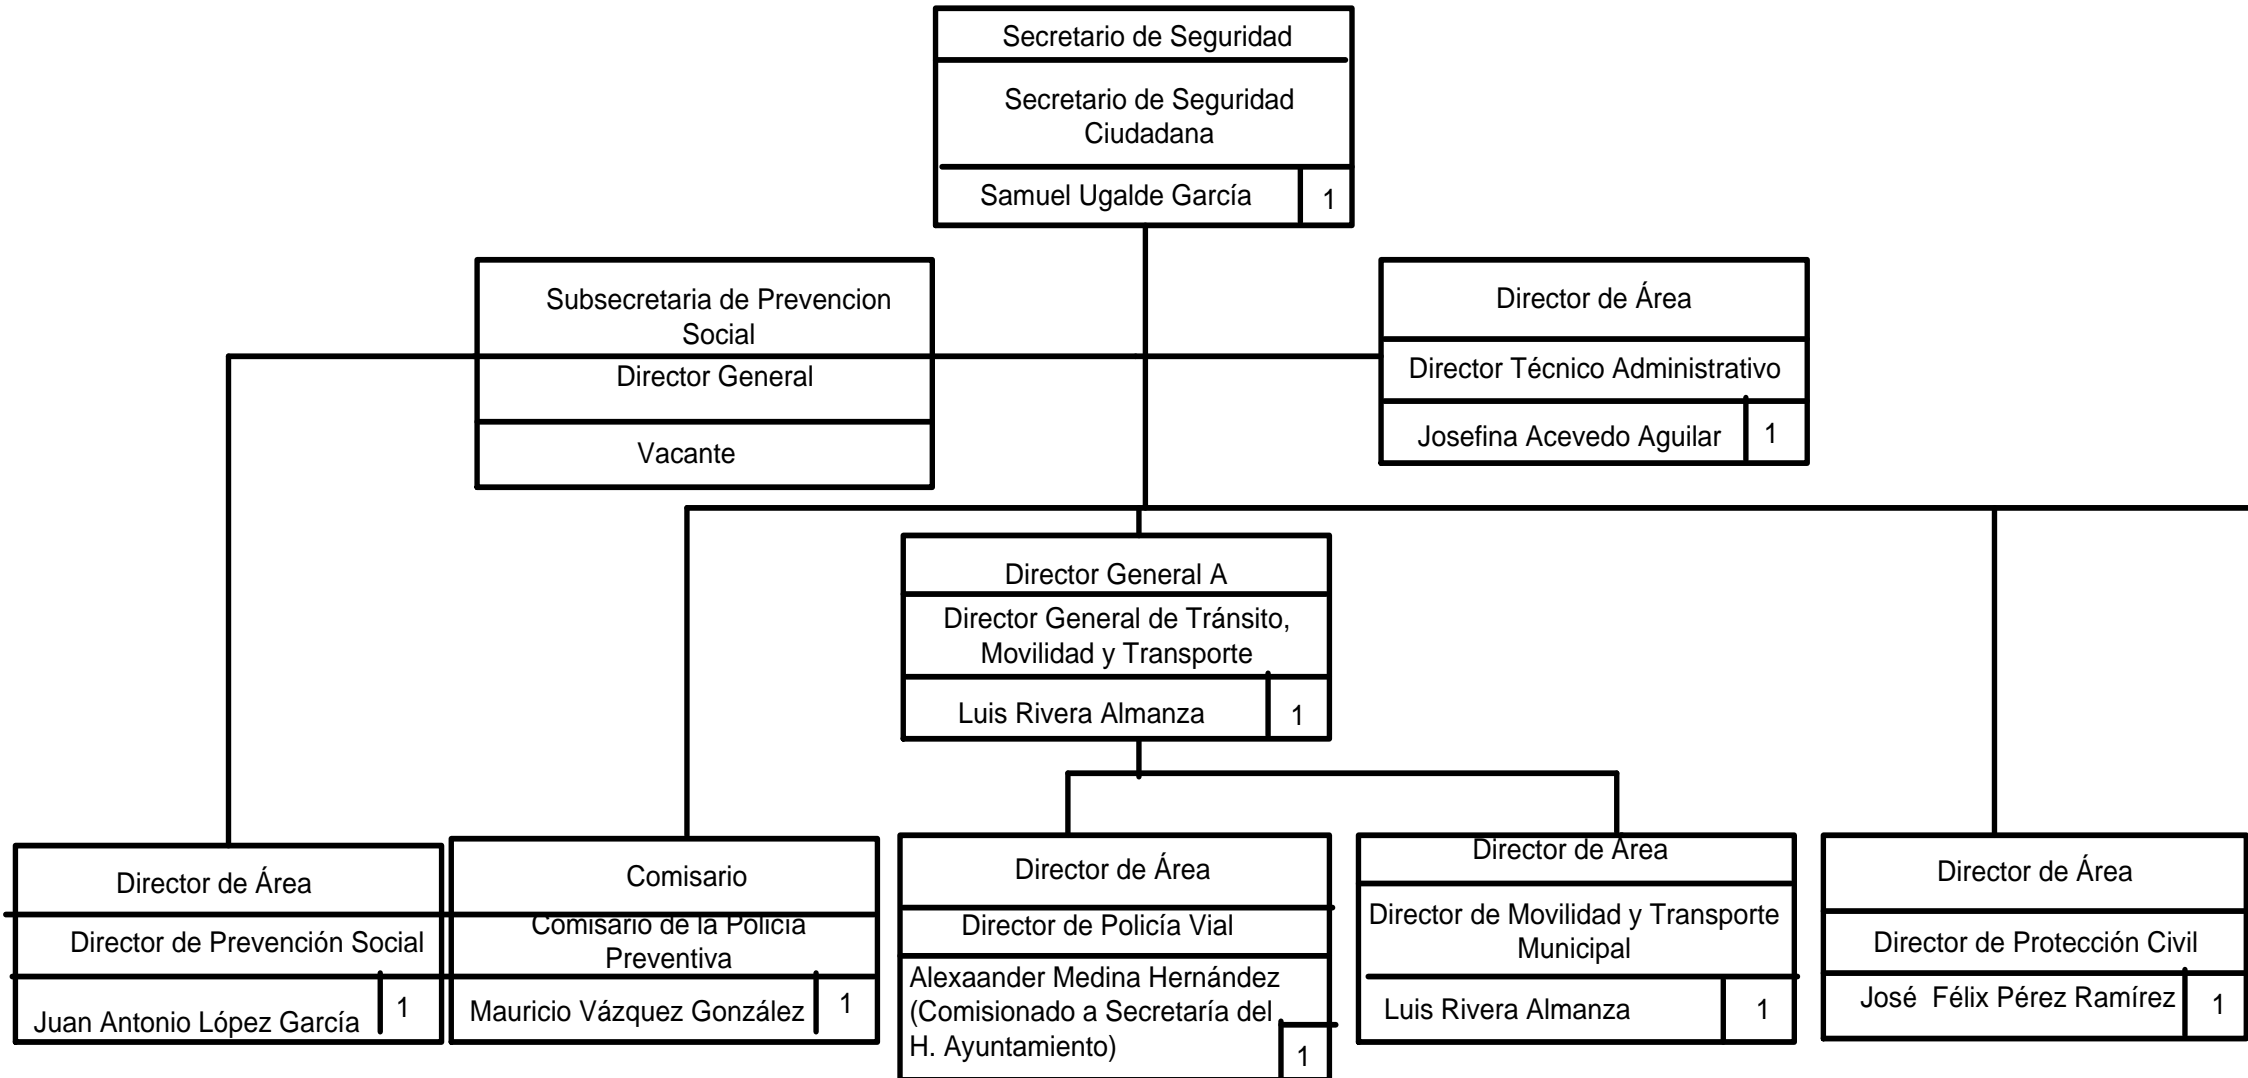 Secretario de Seguridad
Secretario de Seguridad
Ciudadana
Samuel Ugalde García
1
Subsecretaria de Prevencion
Social
Director General
Vacante
Director de Área
Director Técnico Administrativo
Josefina Acevedo Aguilar
1
Director General A
Director General de Tránsito,
Movilidad y Transporte
Luis Rivera Almanza
1
Director de Área
Director de Prevención Social
Juan Antonio López García
1
Comisario
Comisario de la Policía
Preventiva
Mauricio Vázquez González
1
Director de Área
Director de Policía Vial
Alexaander Medina Hernández
(Comisionado a Secretaría del
H. Ayuntamiento)
1
Director de Área
Director de Movilidad y Transporte
Municipal
Luis Rivera Almanza
1
Director de Área
Director de Protección Civil
José Félix Pérez Ramírez
1